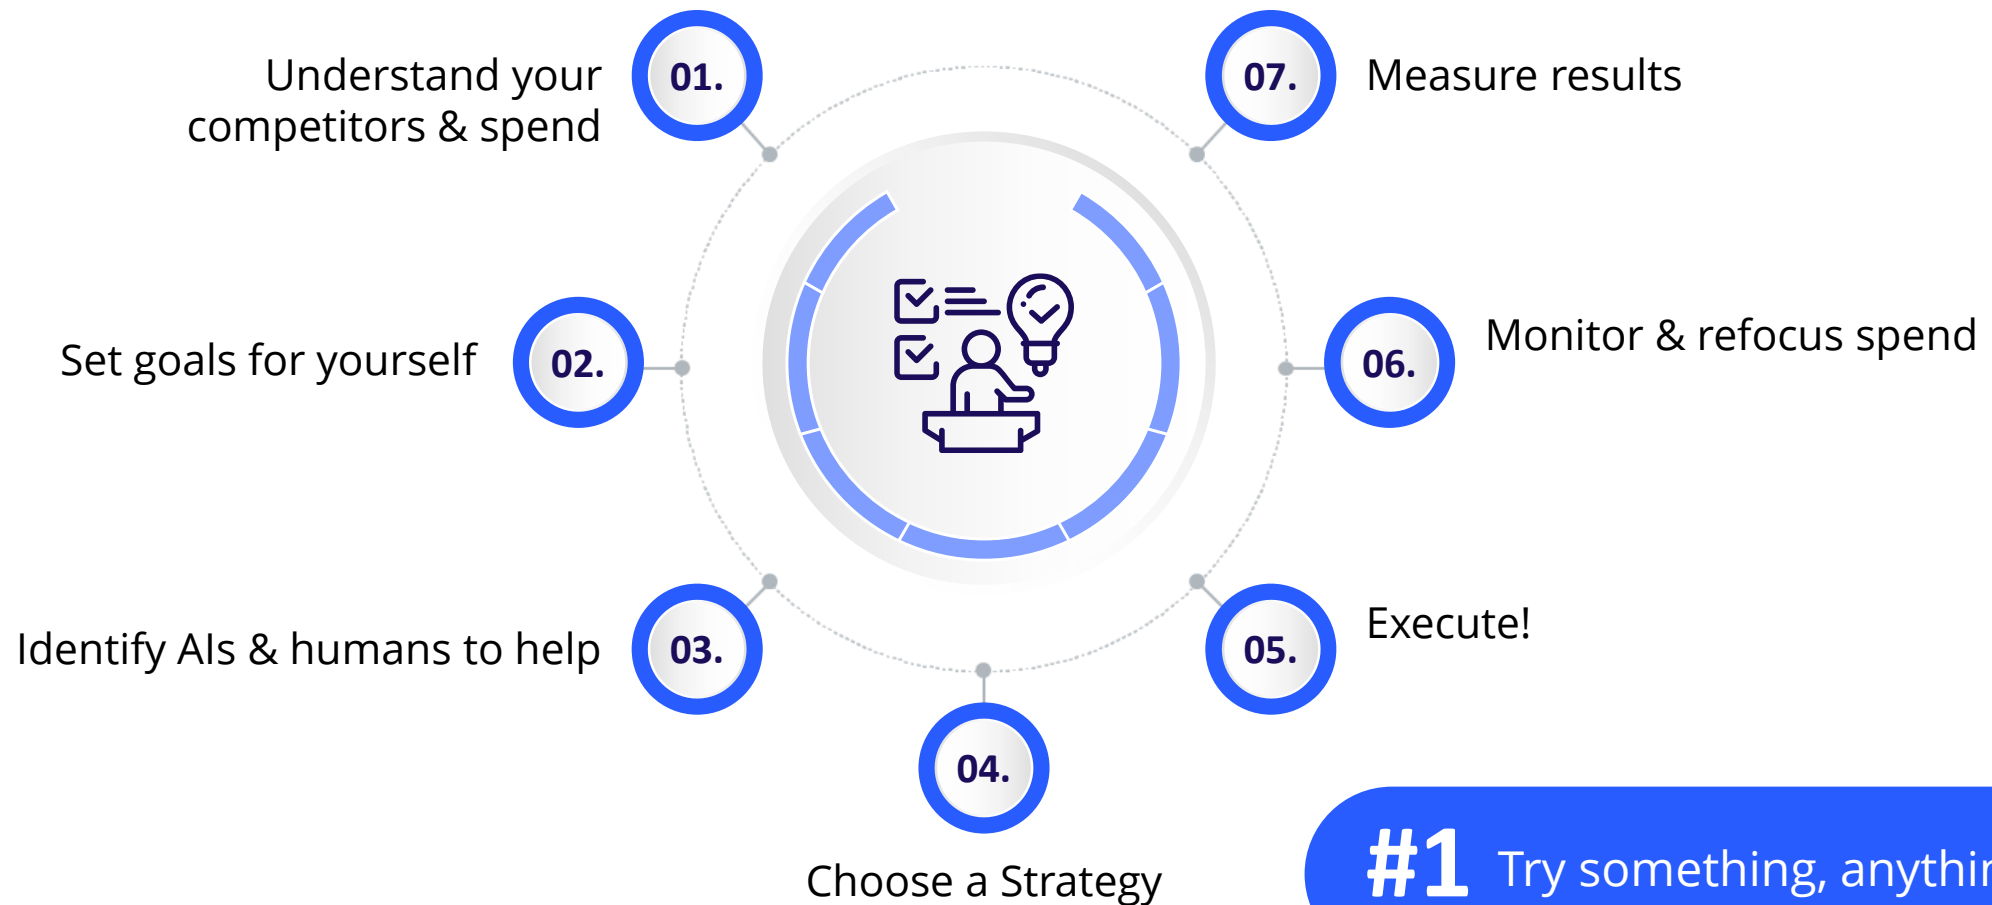 01.
Understand your
competitors & spend
02.
Set goals for yourself
03.
Identify AIs & humans to help
04.
Choose a Strategy
05.
Execute!
06.
Monitor & refocus spend
07.
Measure results
#1 Try something,